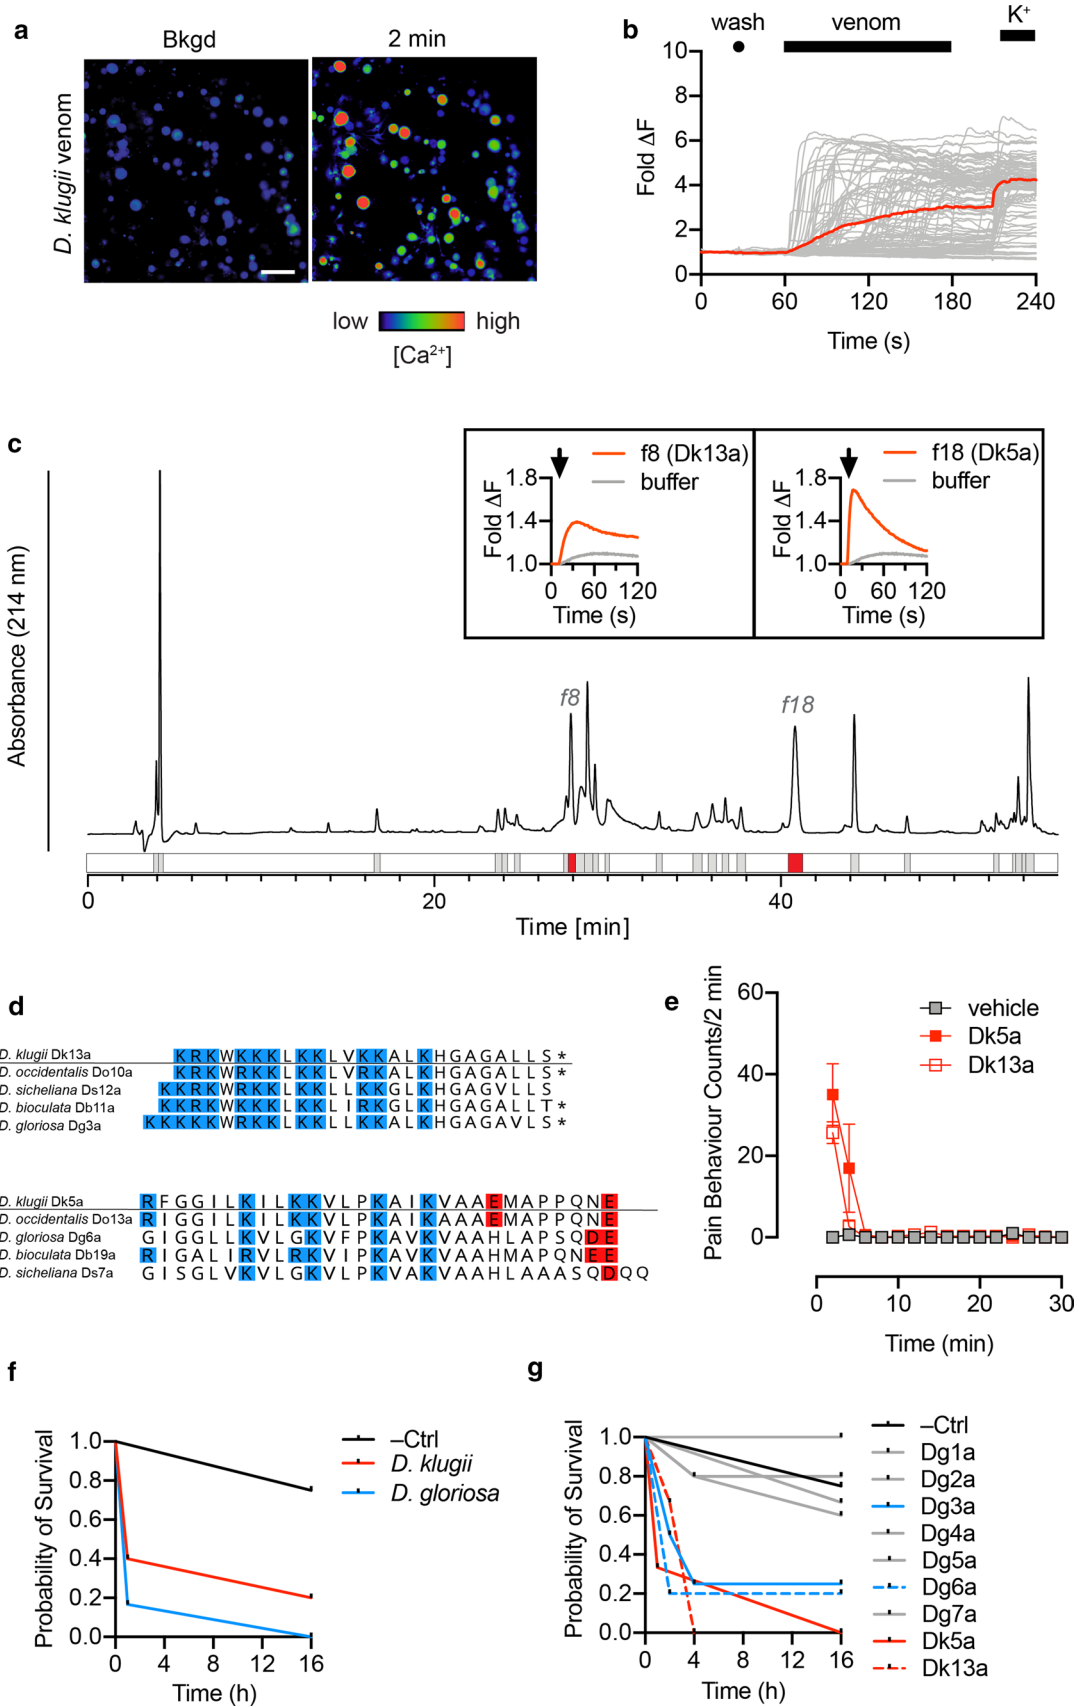 a
Bkgd
2 min
D. klugii venom
low
high
[Ca²⁺]
b
wash
venom
K⁺
Fold ΔF
10
8
6
4
2
0
0
60
120
180
240
Time (s)
c
Absorbance (214 nm)
f8 (Dk13a)
buffer
Fold ΔF
1.8
1.4
1.0
0
60
120
Time (s)
f18 (Dk5a)
buffer
Fold ΔF
1.8
1.4
1.0
0
60
120
Time (s)
f8
f18
0
20
40
Time [min]
d
D. klugii Dk13a KRKWKKKLKKLVKKALKHGAGALLS*
D. occidentalis Do10a KRKWKKKLKKLVRKALKHGAGALLS*
D. sicheliana Ds12a KKRKWRKKLKKLLKKGLKHGAGVLLS
D. bioculata Db11a KKRKWKKKLKKLIRKGLKHGAGALLT*
D. gloriosa Dg3a KKKKKWRKKLKKLLKKALKHGAGAVLS*
D. klugii Dk5a RFGGILKILKKVLPKAIKVAAEMAPPQNE
D. occidentalis Do13a RIGGILKILKKVLPKAIKAAAEMAPPQNE
D. gloriosa Dg6a GIGGLLKVLGKVFPKAVKVAAHLAPSQDE
D. bioculata Db19a RIGALIRVLRKVIPKAVKVAAHMAPQNEE
D. sicheliana Ds7a GISGLVKVLGKVLPKVAKVAAHLAAASQDQQ
e
Pain Behaviour Counts/2 min
60
40
20
0
vehicle
Dk5a
Dk13a
0
10
20
30
Time (min)
f
Probability of Survival
1.0
0.8
0.6
0.4
0.2
0.0
0
4
8
12
16
Time (h)
–Ctrl
D. klugii
D. gloriosa
g
Probability of Survival
1.0
0.8
0.6
0.4
0.2
0.0
0
4
8
12
16
Time (h)
–Ctrl
Dg1a
Dg2a
Dg3a
Dg4a
Dg5a
Dg6a
Dg7a
Dk5a
Dk13a